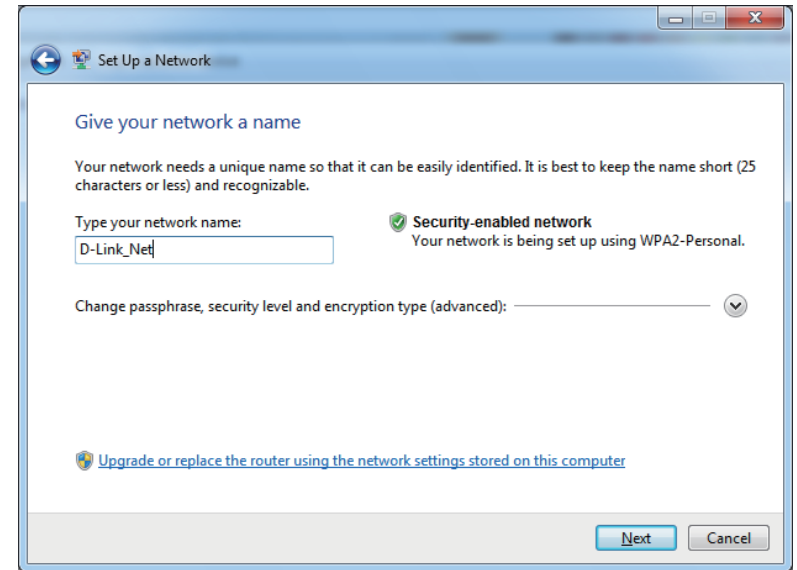 Set Up a Network
Give your network a name
Your network needs a unique name so that it can be easily identified. It is best to keep the name short (25
characters or less) and recognizable.
Type your network name:
Security-enabled network
D-Link_Net
Your network is being set up using WPA2-Personal.
Change passphrase, security level and encryption type (advanced):
Upgrade or replace the router using the network settings stored on this computer
Next Cancel